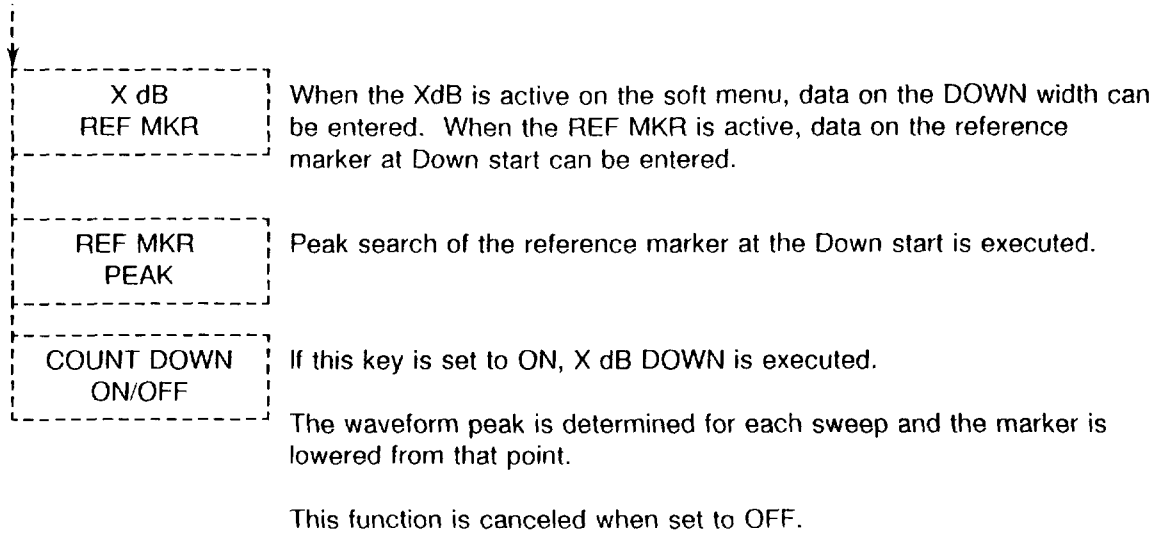 X dB
REF MKR
When the XdB is active on the soft menu, data on the DOWN width can
be entered. When the REF MKR is active, data on the reference
marker at Down start can be entered.
REF MKR
PEAK
Peak search of the reference marker at the Down start is executed.
COUNT DOWN
ON/OFF
If this key is set to ON, X dB DOWN is executed.
The waveform peak is determined for each sweep and the marker is
lowered from that point.
This function is canceled when set to OFF.